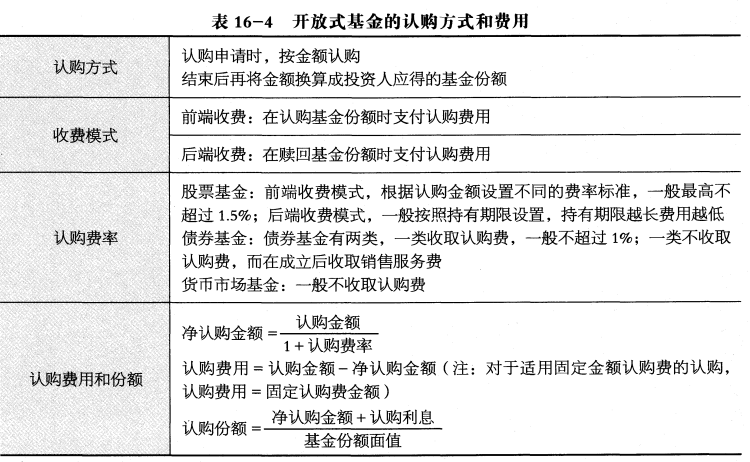 表 16-4 开放式基金的认购方式和费用
认购方式
认购申请时，按金额认购
结束后再将金额换算成投资人应得的基金份额
收费模式
前端收费：在认购基金份额时支付认购费用
后端收费：在赎回基金份额时支付认购费用
认购费率
股票基金：前端收费模式，根据认购金额设置不同的费率标准，一般最高不
超过 1.5%；后端收费模式，一般按照持有期限设置，持有期限越长费用越低
债券基金：债券基金有两类，一类收取认购费，一般不超过 1%；一类不收取
认购费，而在成立后收取销售服务费
货币市场基金：一般不收取认购费
认购费用和份额
净认购金额 = 认购金额 / 1 + 认购费率
认购费用 = 认购金额 - 净认购金额（注：对于适用固定金额认购费的认购，
认购费用 = 固定认购费金额）
认购份额 = 净认购金额 + 认购利息 / 基金份额面值